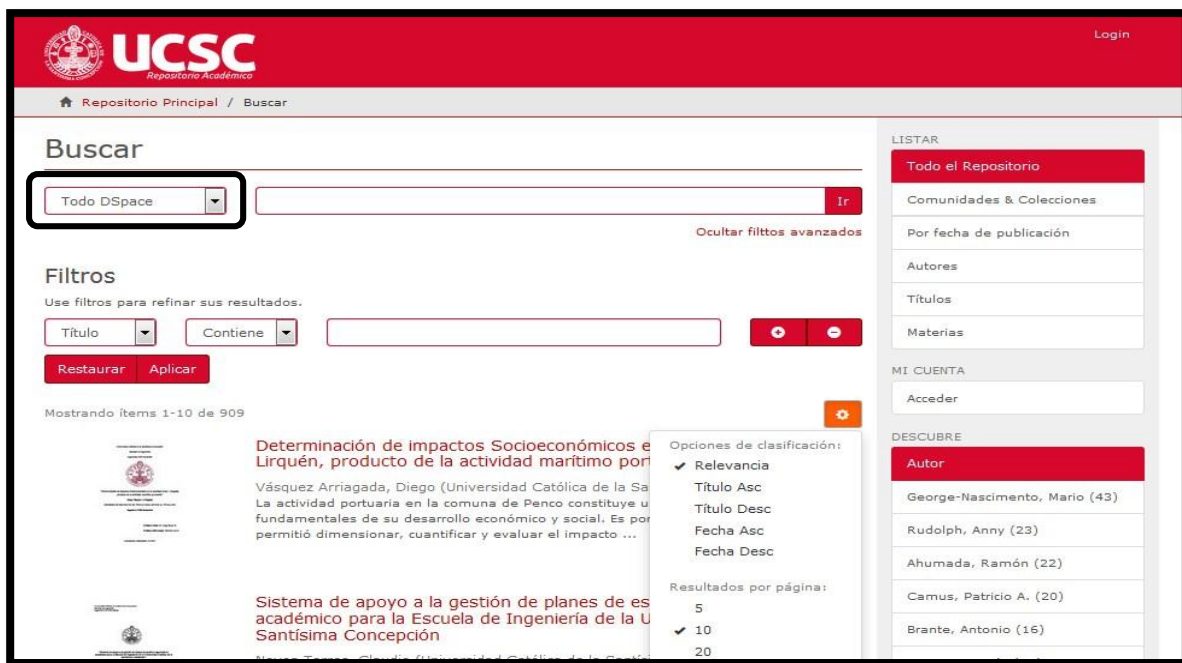 UCSC
Repositorio Académico
Login
Repositorio Principal / Buscar
Buscar
Todo DSpace
Ir
Ocultar filttos avanzados
Filtros
Use filtros para refinar sus resultados.
Título
Contiene
Restaurar
Aplicar
Mostrando ítems 1-10 de 909
Determinación de impactos Socioeconómicos e
Lirquén, producto de la actividad marítimo port
Vásquez Arriagada, Diego (Universidad Católica de la Sa
La actividad portuaria en la comuna de Penco constituye u
fundamentales de su desarrollo económico y social. Es por
permitió dimensionar, cuantificar y evaluar el impacto ...
Sistema de apoyo a la gestión de planes de es
académico para la Escuela de Ingeniería de la U
Santísima Concepción
Opciones de clasificación:
Relevancia
Título Asc
Título Desc
Fecha Asc
Fecha Desc
Resultados por página:
5
10
20
LISTAR
Todo el Repositorio
Comunidades & Colecciones
Por fecha de publicación
Autores
Títulos
Materias
MI CUENTA
Acceder
DESCUBRE
Autor
George-Nascimento, Mario (43)
Rudolph, Anny (23)
Ahumada, Ramón (22)
Camus, Patricio A. (20)
Brante, Antonio (16)